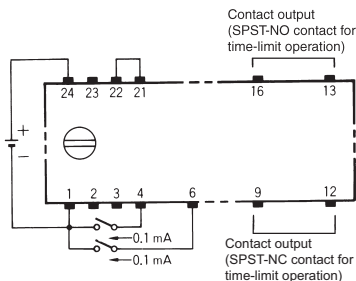 Contact output
(SPST-NO contact for
time-limit operation)
24 23 22 21 16 13
+
−
1 2 3 4 6 9 12
0.1 mA
0.1 mA
Contact output
(SPST-NC contact for
time-limit operation)